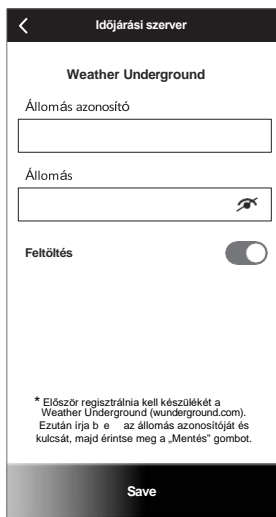 Időjárási szerver
Weather Underground
Állomás azonosító
Állomás
Feltöltés
* Először regisztrálnia kell készülékét a
Weather Underground (wunderground.com).
Ezután írja b e az állomás azonosítóját és
kulcsát, majd érintse meg a „Mentés” gombot.
Save